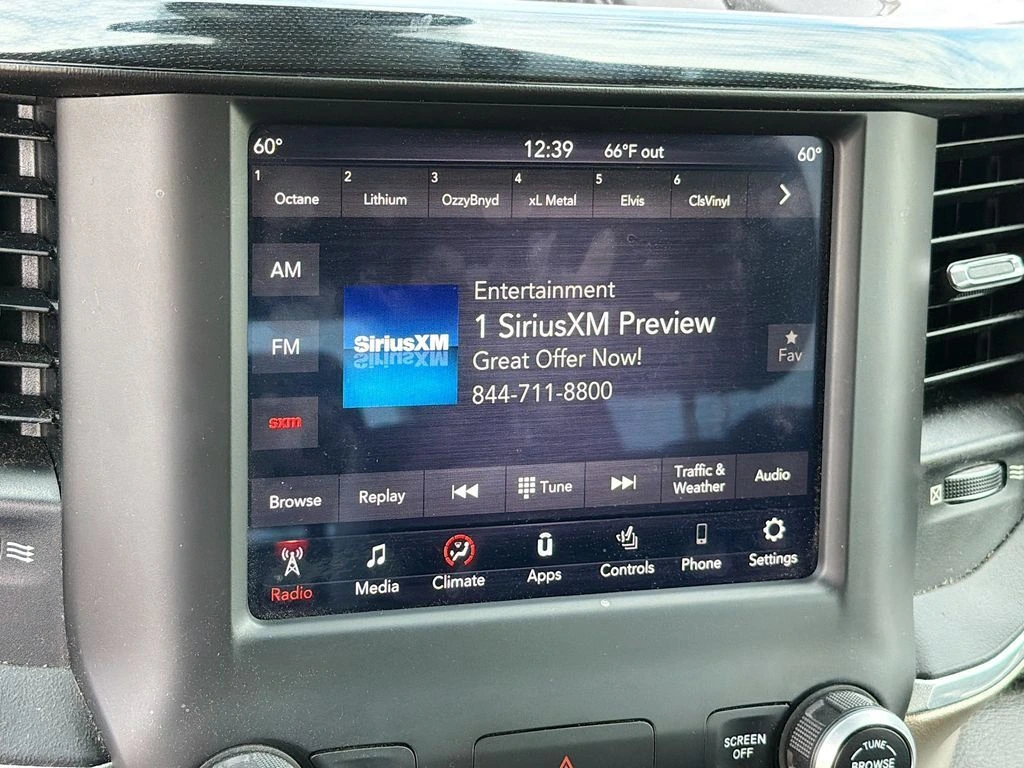 60°
12:39
66°F out
60°
1 Octane
2 Lithium
3 OzzyBnyd
4 xL Metal
5 Elvis
6 ClsVinyl
AM
FM
sxm
SiriusXM
Entertainment
1 SiriusXM Preview
Great Offer Now!
844-711-8800
Fav
Browse
Replay
Tune
Traffic &
Weather
Audio
Radio
Media
Climate
Apps
Controls
Phone
Settings
SCREEN
OFF
TUNE
BROWSE